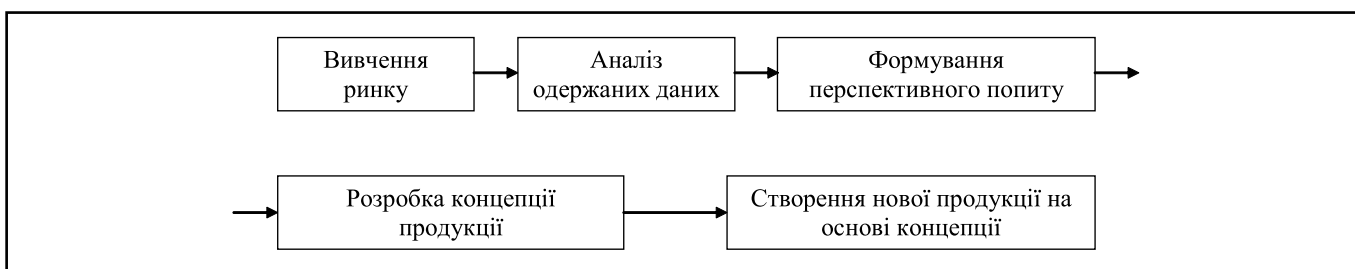 Вивчення
ринку
Аналіз
одержаних даних
Формування
перспективного попиту
Розробка концепції
продукції
Створення нової продукції на
основі концепції